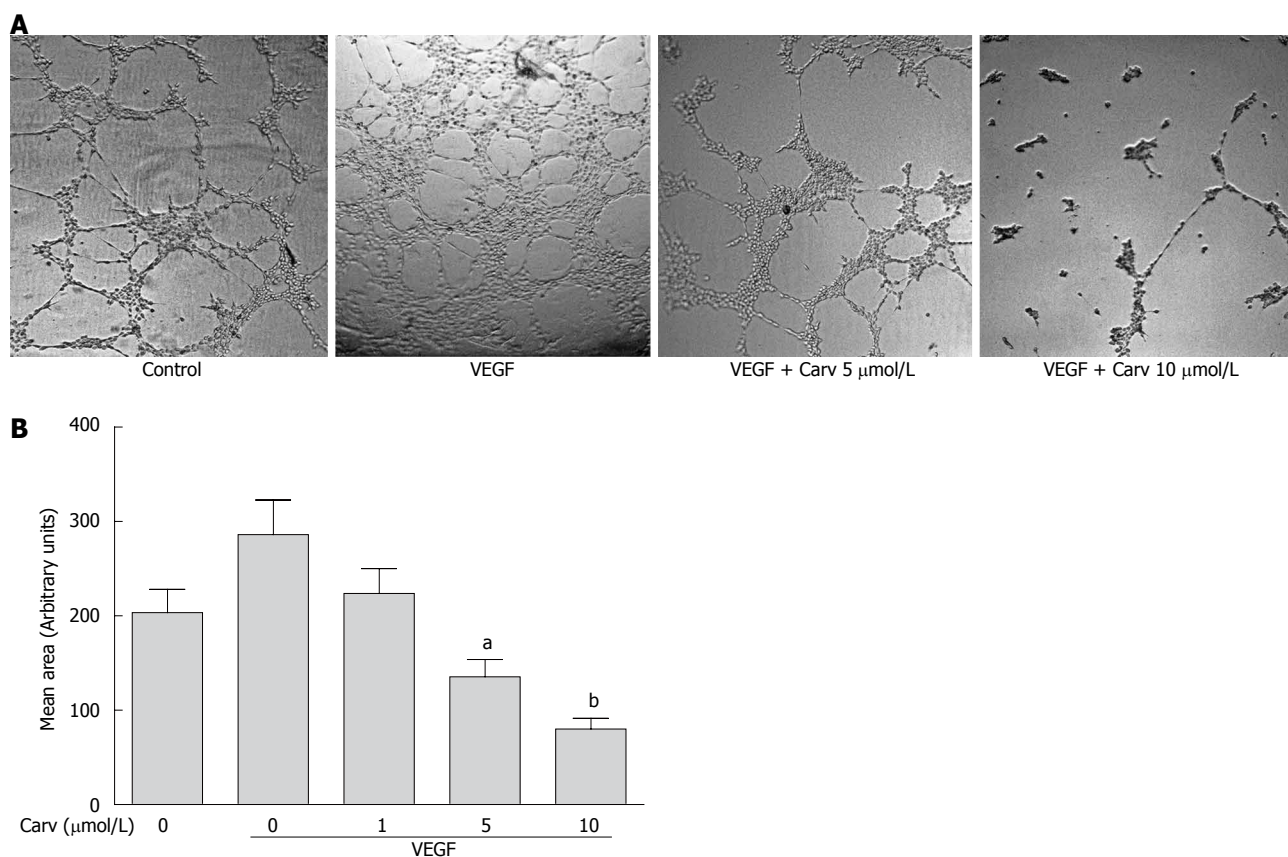 A
Control
VEGF
VEGF + Carv 5 μmol/L
VEGF + Carv 10 μmol/L
B
Mean area (Arbitrary units)
400
300
200
100
0
a
b
Carv (μmol/L) 0 0 1 5 10
VEGF